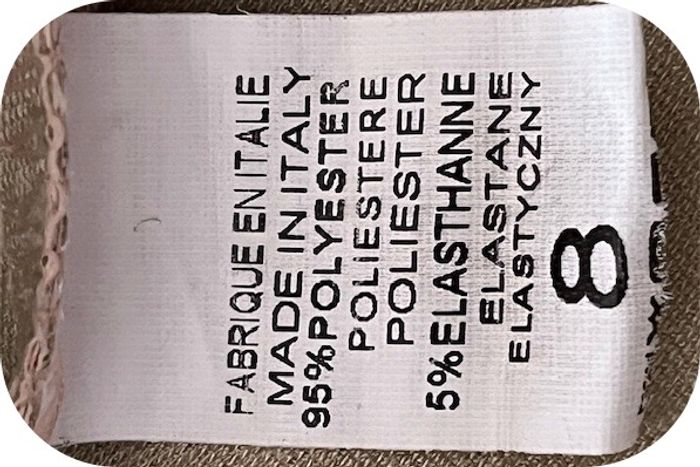 FABRIQUE EN ITALIE
MADE IN ITALY
95%POLYESTER
POLIESTERE
POLIESTER
5%ELASTHANNE
ELASTANE
ELASTYCZNY
8